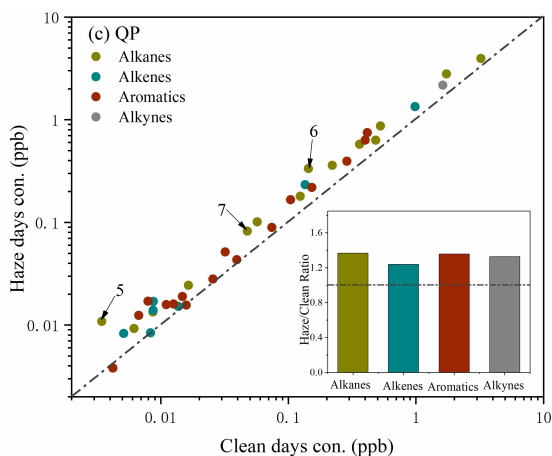 (c) QP
Alkanes
Alkenes
Aromatics
Alkynes
10
1
0.1
0.01
Haze days con. (ppb)
5
6
7
Haze/Clean Ratio
1.6
1.2
0.8
0.4
0.0
Alkanes Alkenes Aromatics Alkynes
0.01 0.1 1 10
Clean days con. (ppb)